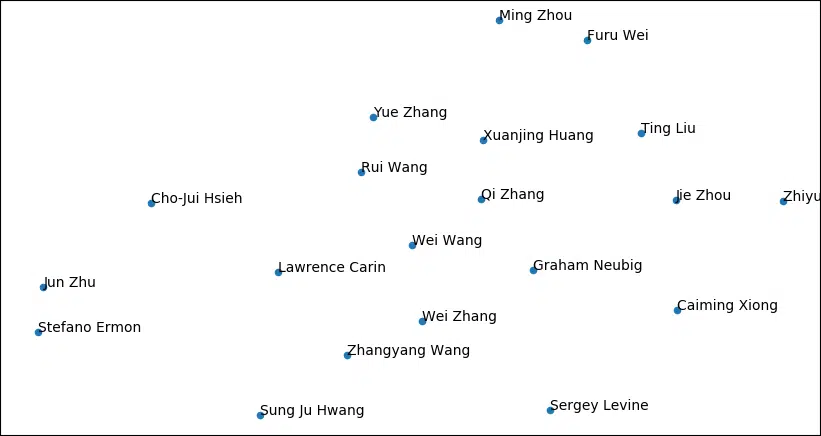 Ming Zhou
Furu Wei
Yue Zhang
Ting Liu
Xuanjing Huang
Rui Wang
Qi Zhang
Jie Zhou
Zhiyu
Cho-Jui Hsieh
Wei Wang
Graham Neubig
Lawrence Carin
Jun Zhu
Caiming Xiong
Wei Zhang
Stefano Ermon
Zhangyang Wang
Sergey Levine
Sung Ju Hwang